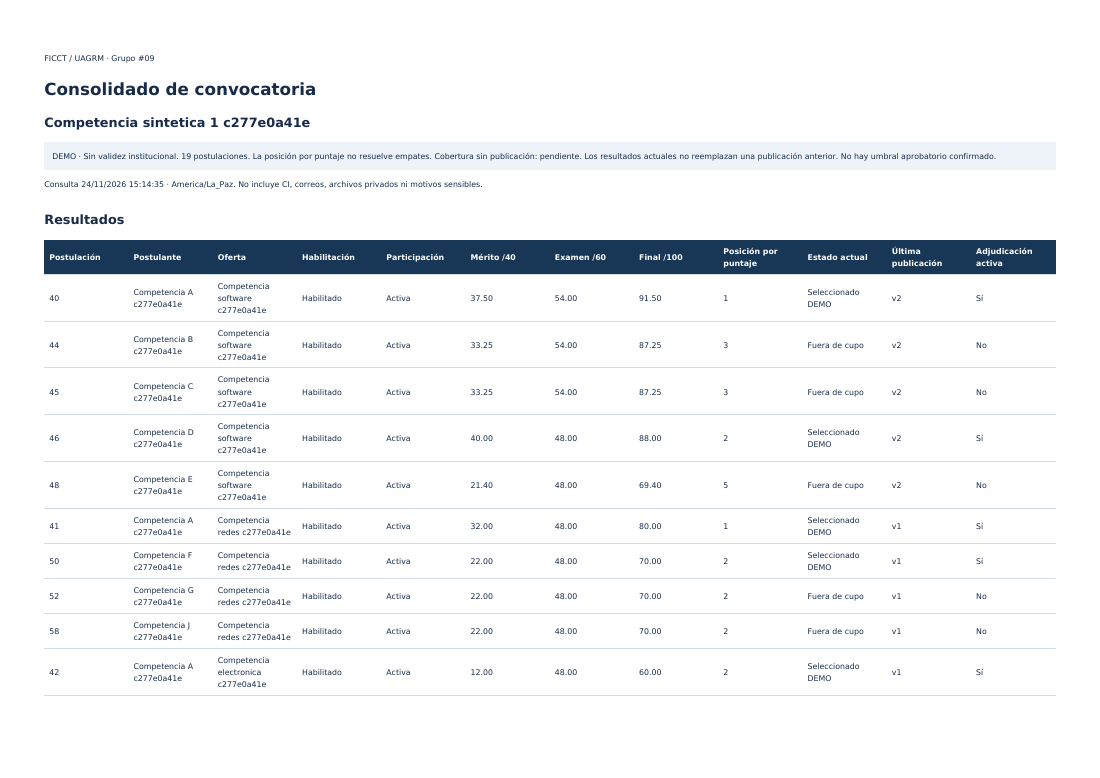 FICCT / UAGRM · Grupo #09
Consolidado de convocatoria
Competencia sintetica 1 c277e0a41e
DEMO · Sin validez institucional. 19 postulaciones. La posición por puntaje no resuelve empates. Cobertura sin publicación: pendiente. Los resultados actuales no reemplazan una publicación anterior. No hay umbral aprobatorio confirmado.
Consulta 24/11/2026 15:14:35 · America/La_Paz. No incluye CI, correos, archivos privados ni motivos sensibles.
Resultados
Postulación Postulante Oferta Habilitación Participación Mérito /40 Examen /60 Final /100 Posición por puntaje Estado actual Última publicación Adjudicación activa
40 Competencia A c277e0a41e Competencia software c277e0a41e Habilitado Activa 37.50 54.00 91.50 1 Seleccionado DEMO v2 Sí
44 Competencia B c277e0a41e Competencia software c277e0a41e Habilitado Activa 33.25 54.00 87.25 3 Fuera de cupo v2 No
45 Competencia C c277e0a41e Competencia software c277e0a41e Habilitado Activa 33.25 54.00 87.25 3 Fuera de cupo v2 No
46 Competencia D c277e0a41e Competencia software c277e0a41e Habilitado Activa 40.00 48.00 88.00 2 Seleccionado DEMO v2 Sí
48 Competencia E c277e0a41e Competencia software c277e0a41e Habilitado Activa 21.40 48.00 69.40 5 Fuera de cupo v2 No
41 Competencia A c277e0a41e Competencia redes c277e0a41e Habilitado Activa 32.00 48.00 80.00 1 Seleccionado DEMO v1 Sí
50 Competencia F c277e0a41e Competencia redes c277e0a41e Habilitado Activa 22.00 48.00 70.00 2 Seleccionado DEMO v1 Sí
52 Competencia G c277e0a41e Competencia redes c277e0a41e Habilitado Activa 22.00 48.00 70.00 2 Fuera de cupo v1 No
58 Competencia J c277e0a41e Competencia redes c277e0a41e Habilitado Activa 22.00 48.00 70.00 2 Fuera de cupo v1 No
42 Competencia A c277e0a41e Competencia electronica c277e0a41e Habilitado Activa 12.00 48.00 60.00 2 Seleccionado DEMO v1 Sí